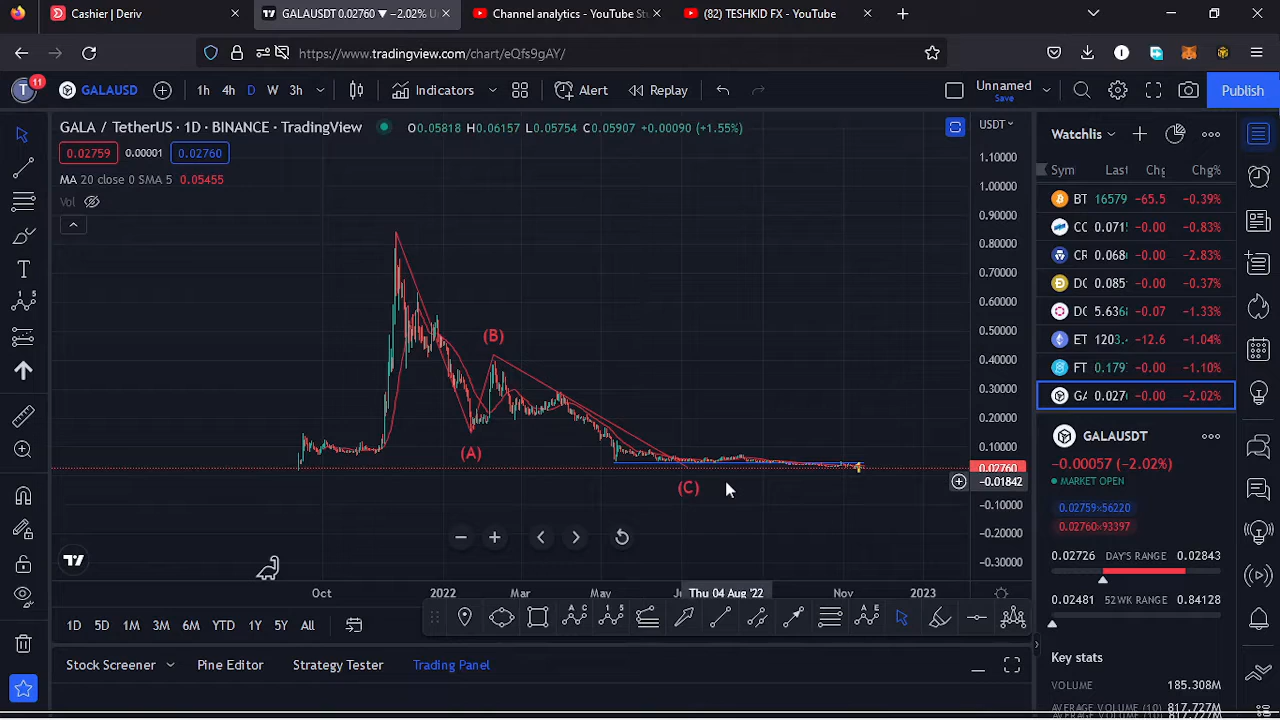 Cashier | Deriv
GALAUSDT 0.02760 ▼ −2.02% U
Channel analytics - YouTube St
(82) TESHKID FX - YouTube
https://www.tradingview.com/chart/eQfs9gAY/
11
T
GALAUSD
1h 4h D W 3h
Indicators
Alert
Replay
Unnamed
Save
Publish
GALA / TetherUS · 1D · BINANCE · TradingView
O0.05818 H0.06157 L0.05754 C0.05907 +0.00090 (+1.55%)
USDT
0.02759 0.00001 0.02760
MA 20 close 0 SMA 5 0.05455
Vol
1.10000
1.00000
0.90000
0.80000
0.70000
0.60000
0.50000
0.40000
0.30000
0.20000
0.10000
0.02760
−0.01842
−0.10000
−0.20000
−0.30000
(A)
(B)
(C)
Oct 2022 Mar May Thu 04 Aug '22 Nov 2023
1D 5D 1M 3M 6M YTD 1Y 5Y All
Stock Screener Pine Editor Strategy Tester Trading Panel
Watchlis
Sym Last Chg Chg%
BT 16579 −65.5 −0.39%
CC 0.071 −0.00 −0.83%
CR 0.068 −0.00 −2.83%
DC 0.085 −0.00 −0.37%
DC 5.636 −0.07 −1.33%
ET 1203. −12.6 −1.04%
FT 0.179 −0.00 −1.10%
GA 0.027 −0.00 −2.02%
GALAUSDT
−0.00057 (−2.02%)
MARKET OPEN
0.02759×56220
0.02760×93397
0.02726 DAY'S RANGE 0.02843
0.02481 52WK RANGE 0.84128
Key stats
VOLUME 185.308M
AVERAGE VOLUME (10) 817.727M